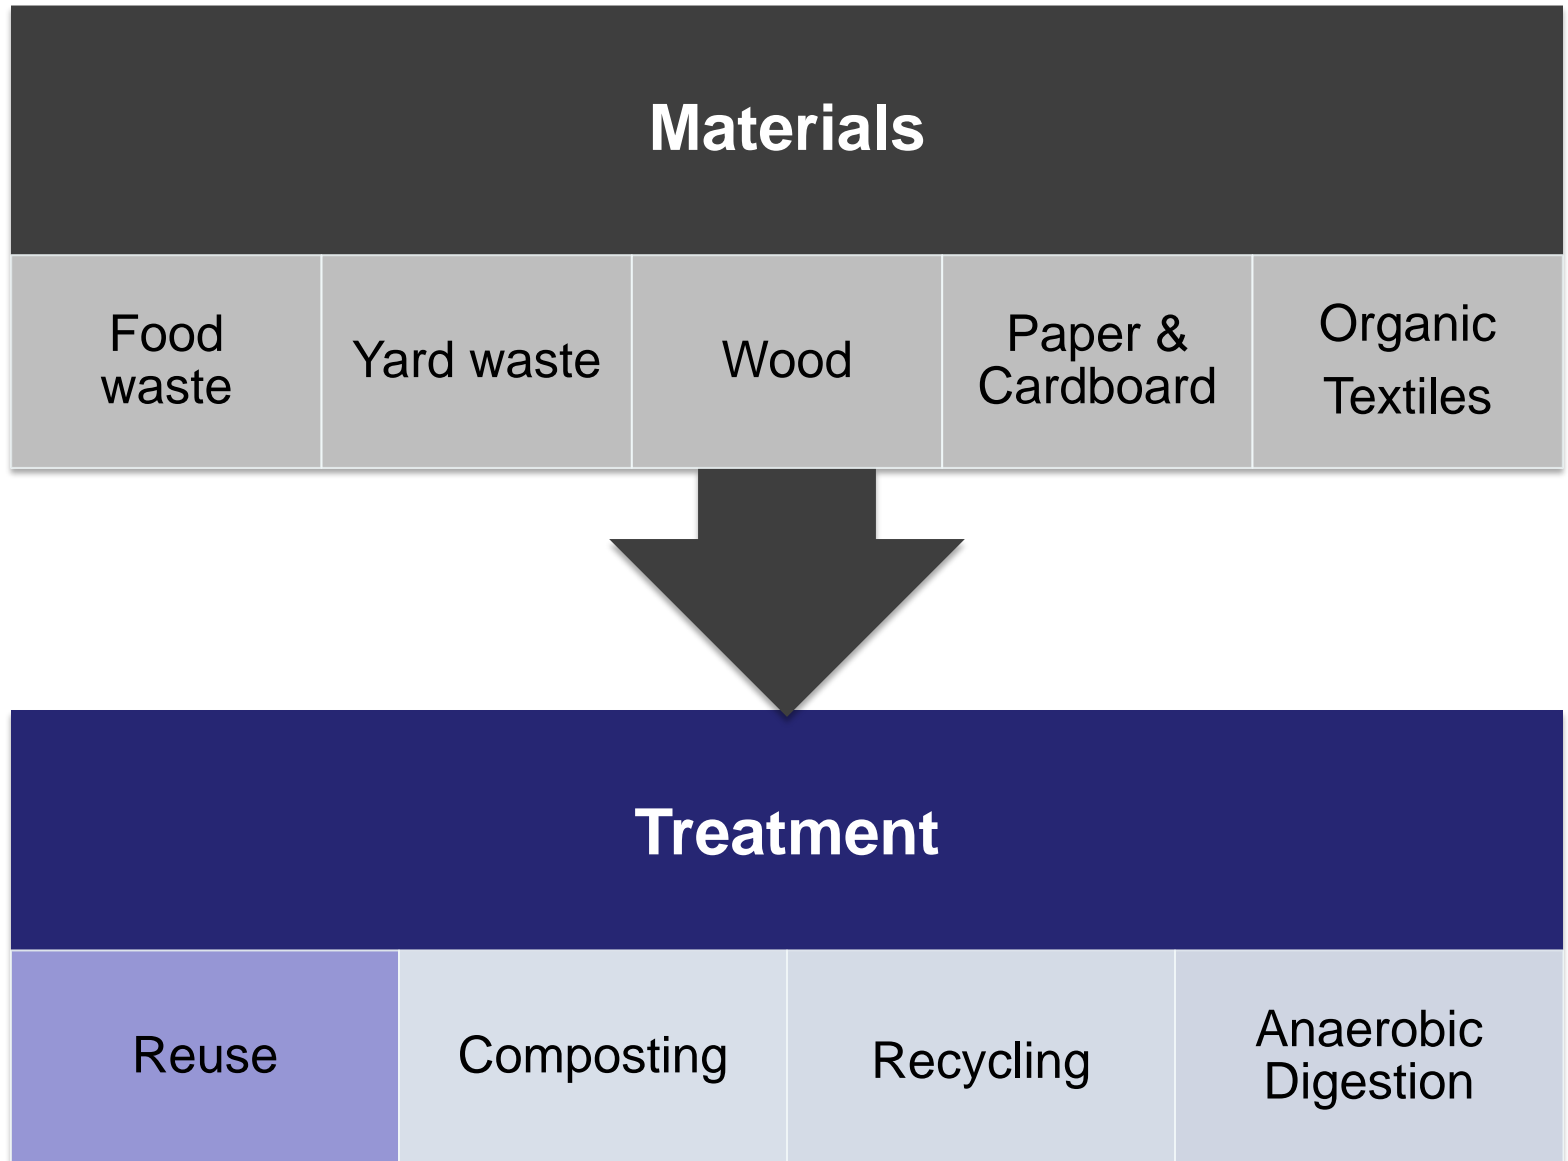 Materials
Food
waste
Yard waste
Wood
Paper &
Cardboard
Organic
Textiles
Treatment
Reuse
Composting
Recycling
Anaerobic
Digestion